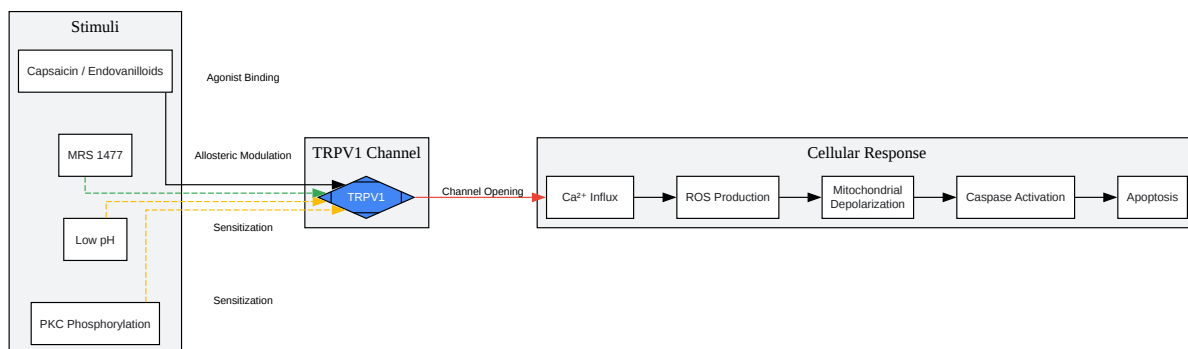 Stimuli
Capsaicin / Endovanilloids
Agonist Binding
MRS 1477
Allosteric Modulation
Low pH
Sensitization
PKC Phosphorylation
Sensitization
TRPV1 Channel
TRPV1
Channel Opening
Cellular Response
Ca²⁺ Influx
ROS Production
Mitochondrial
Depolarization
Caspase Activation
Apoptosis